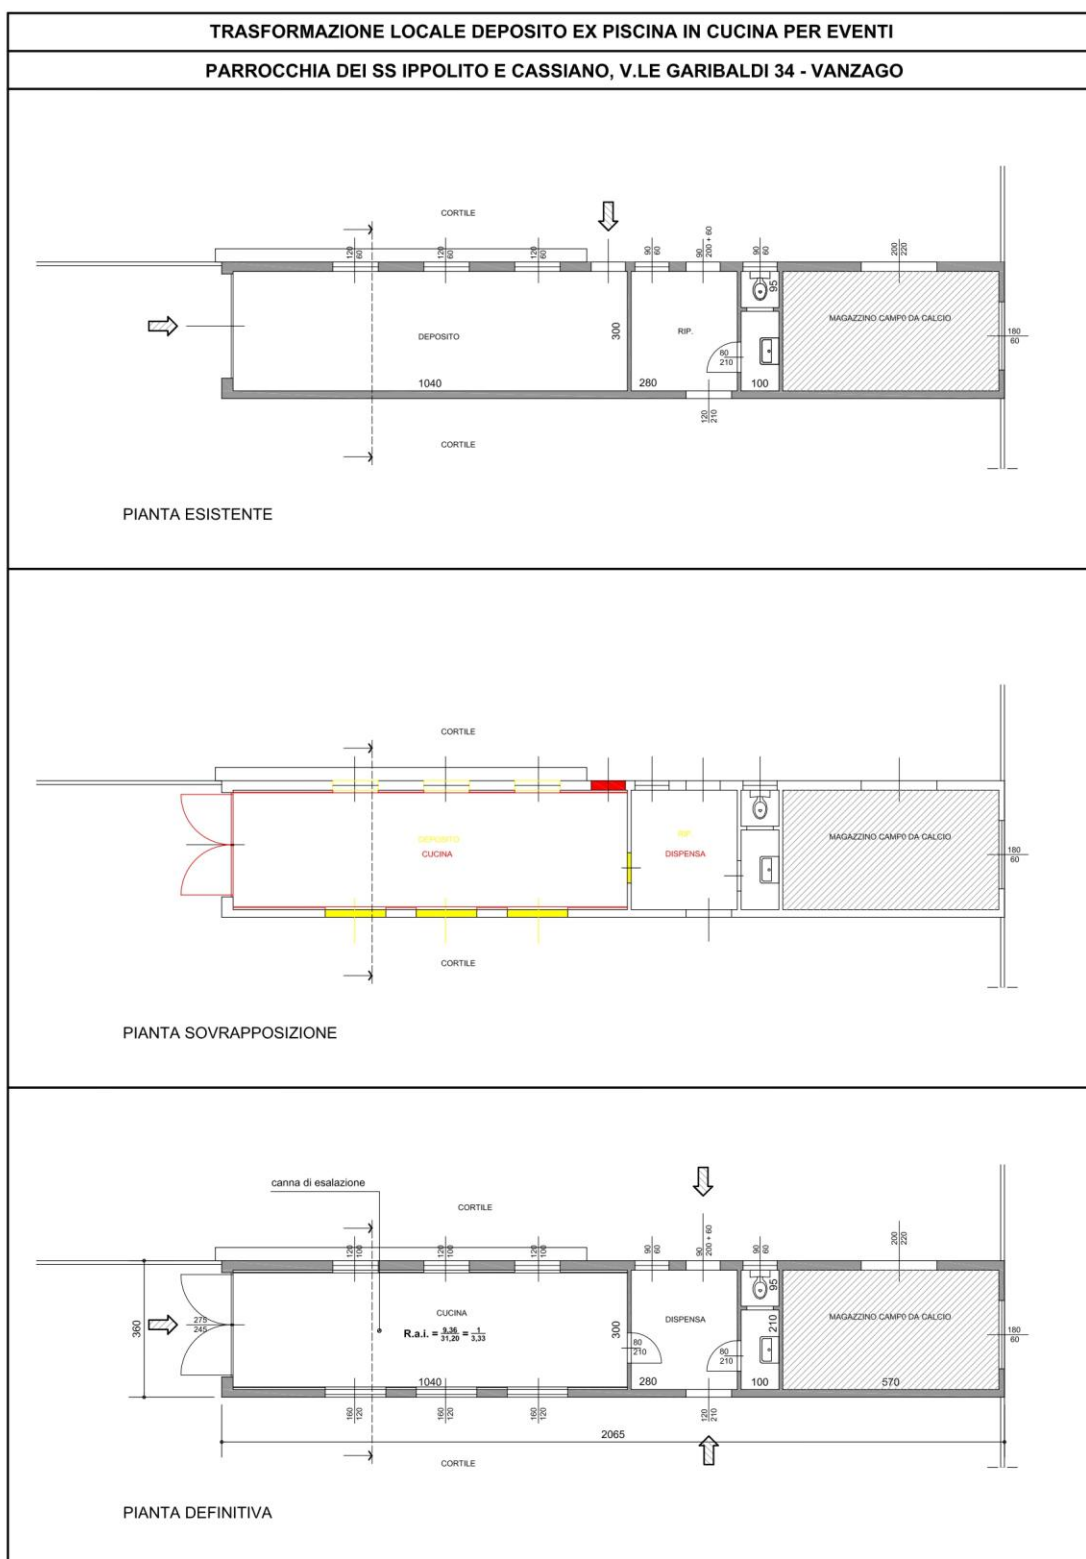 TRASFORMAZIONE LOCALE DEPOSITO EX PISCINA IN CUCINA PER EVENTI
PARROCCHIA DEI SS IPPOLITO E CASSIANO, V.LE GARIBALDI 34 - VANZAGO
CORTILE
120
60
120
60
120
60
90
60
90
200 + 60
90
60
200
220
95
MAGAZZINO CAMPO DA CALCIO
DEPOSITO
300
RIP.
180
60
80
210
1040
280
100
120
210
CORTILE
PIANTA ESISTENTE
CORTILE
DEPOSITO
CUCINA
RIP.
DISPENSA
MAGAZZINO CAMPO DA CALCIO
180
60
CORTILE
PIANTA SOVRAPPOSIZIONE
canna di esalazione
CORTILE
120
100
120
100
120
100
90
60
90
200 + 60
90
60
200
220
95
360
275
245
CUCINA
R.a.i. = 9,36 / 31,20 = 1 / 3,33
300
DISPENSA
210
MAGAZZINO CAMPO DA CALCIO
180
60
80
210
80
210
1040
280
100
570
160
120
160
120
160
120
120
210
2065
CORTILE
PIANTA DEFINITIVA